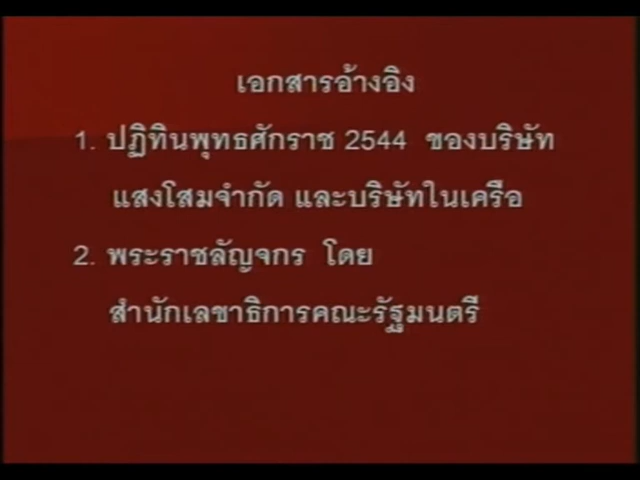 เอกสารอ้างอิง
1. ปฏิทินพุทธศักราช 2544 ของบริษัท
แสงโสมจำกัด และบริษัทในเครือ
2. พระราชลัญจกร โดย
สำนักเลขาธิการคณะรัฐมนตรี